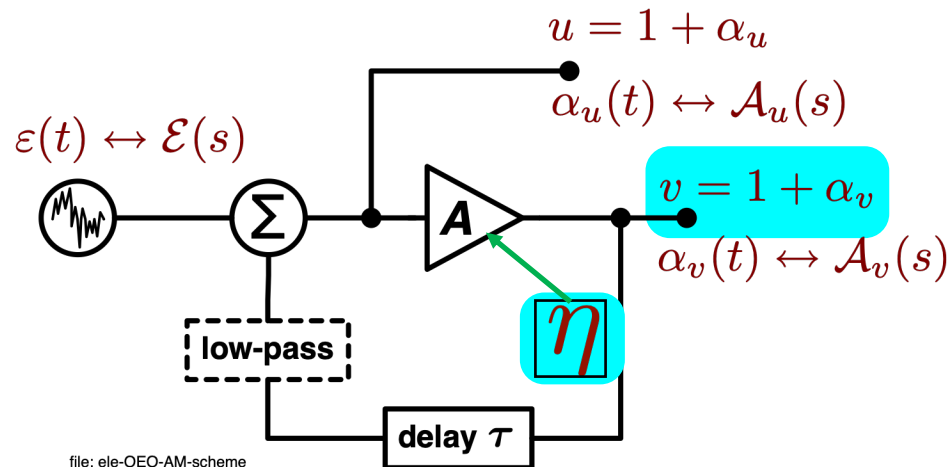 u = 1 + α_u
α_u(t) ↔ 𝒜_u(s)
ε(t) ↔ ℰ(s)
Σ
A
v = 1 + α_v
α_v(t) ↔ 𝒜_v(s)
η
low-pass
delay τ
file: ele-OEO-AM-scheme